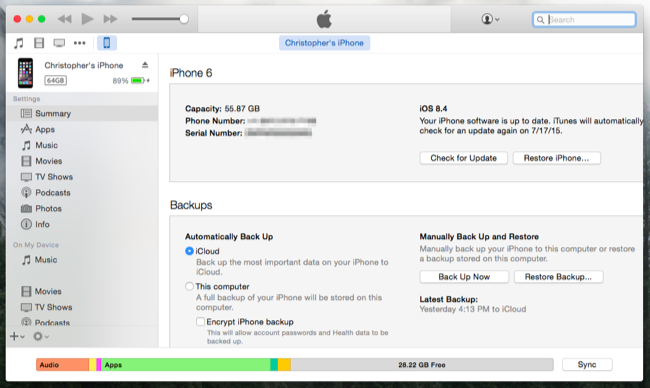 Search
Christopher's iPhone
Christopher's iPhone
64GB
89%
Settings
Summary
Apps
Music
Movies
TV Shows
Podcasts
Photos
Info
On My Device
Music
Movies
TV Shows
Podcasts
iPhone 6
Capacity: 55.87 GB
Phone Number:
Serial Number:
iOS 8.4
Your iPhone software is up to date. iTunes will automatically
check for an update again on 7/17/15.
Check for Update
Restore iPhone...
Backups
Automatically Back Up
iCloud
Back up the most important data on your iPhone to
iCloud.
This computer
A full backup of your iPhone will be stored on this
computer.
Encrypt iPhone backup
This will allow account passwords and Health data to be
backed up.
Manually Back Up and Restore
Manually back up your iPhone to this computer or restore
a backup stored on this computer.
Back Up Now
Restore Backup...
Latest Backup:
Yesterday 4:13 PM to iCloud
Audio
Apps
28.22 GB Free
Sync